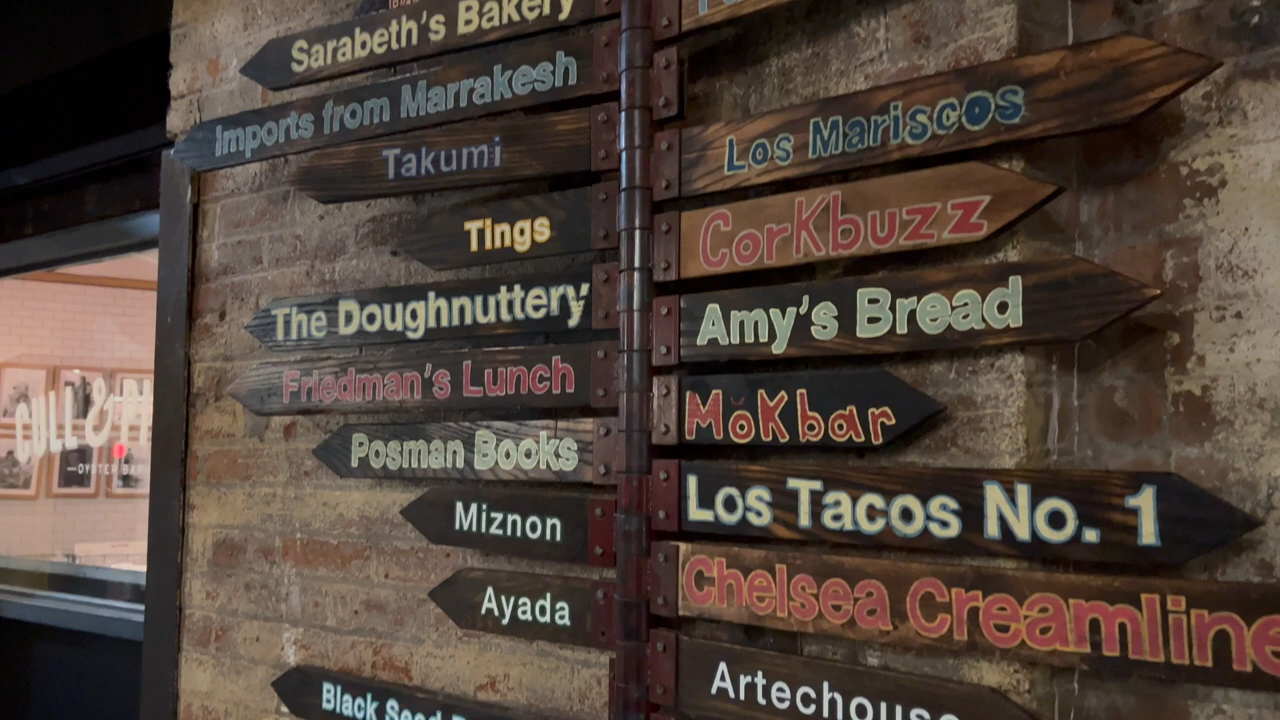 Sarabeth's Bakery
Imports from Marrakesh
Takumi
Tings
The Doughnuttery
Friedman's Lunch
Posman Books
Miznon
Ayada
Black Seed
Los Mariscos
CorKbuzz
Amy's Bread
MŏKbar
Los Tacos No. 1
Chelsea Creamline
Artechouse
CULL &
OYSTER BAR